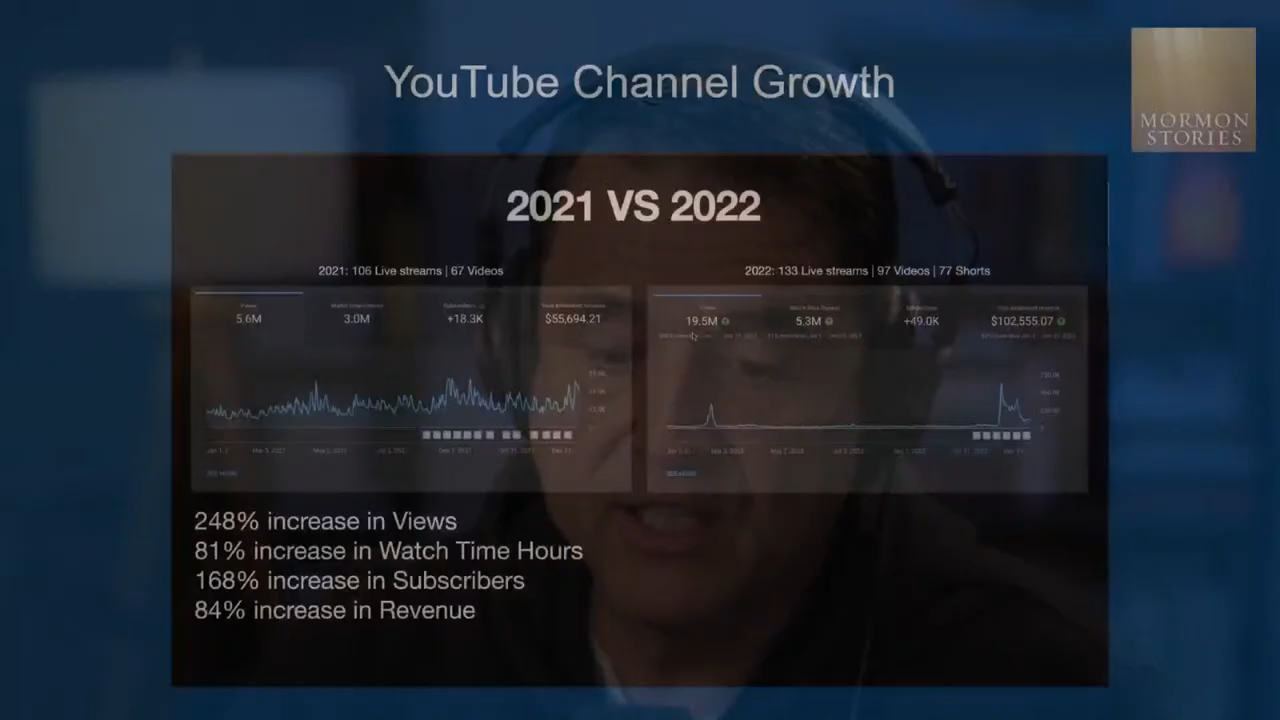 YouTube Channel Growth
MORMON
STORIES
2021 VS 2022
2021: 106 Live streams | 67 Videos
2022: 133 Live streams | 97 Videos | 77 Shorts
Views
5.6M
3.0M
+18.3K
$55,694.21
Views
19.5M
5.3M
+49.0K
$102,555.07
248% increase in Views
81% increase in Watch Time Hours
168% increase in Subscribers
84% increase in Revenue